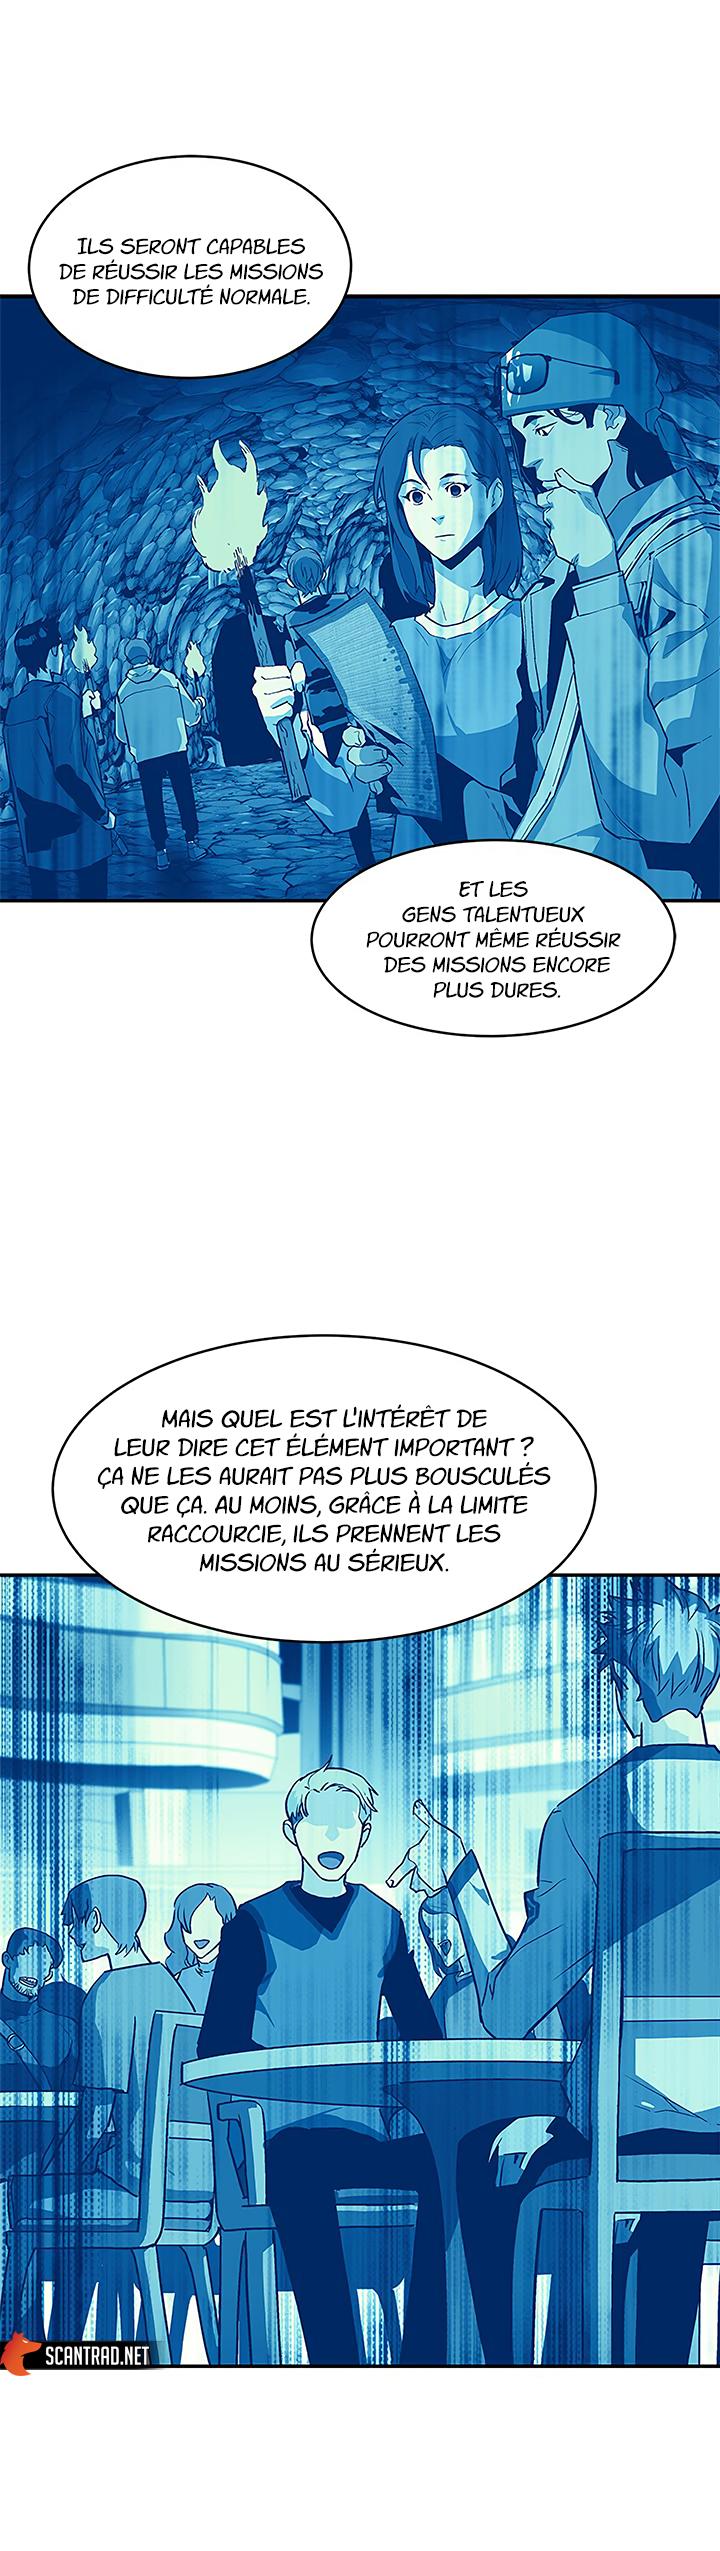 ILS SERONT CAPABLES
DE RÉUSSIR LES MISSIONS
DE DIFFICULTÉ NORMALE.
ET LES
GENS TALENTUEUX
POURRONT MÊME RÉUSSIR
DES MISSIONS ENCORE
PLUS DURES.
MAIS QUEL EST L'INTÉRÊT DE
LEUR DIRE CET ÉLÉMENT IMPORTANT ?
ÇA NE LES AURAIT PAS PLUS BOUSCULÉS
QUE ÇA. AU MOINS, GRÂCE À LA LIMITE
RACCOURCIE, ILS PRENNENT LES
MISSIONS AU SÉRIEUX.
SCANTRAD.NET